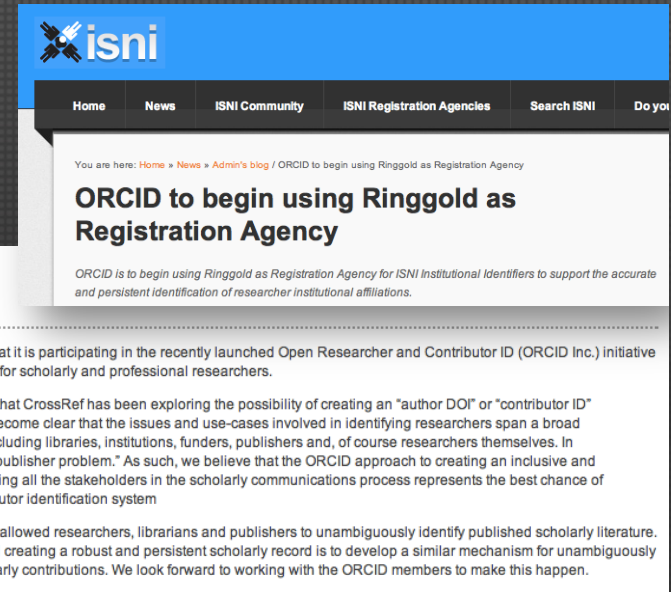 isni
Home News ISNI Community ISNI Registration Agencies Search ISNI Do you
You are here: Home » News » Admin's blog / ORCID to begin using Ringgold as Registration Agency
ORCID to begin using Ringgold as
Registration Agency
ORCID is to begin using Ringgold as Registration Agency for ISNI Institutional Identifiers to support the accurate
and persistent identification of researcher institutional affiliations.
at it is participating in the recently launched Open Researcher and Contributor ID (ORCID Inc.) initiative
for scholarly and professional researchers.
hat CrossRef has been exploring the possibility of creating an “author DOI” or “contributor ID”
ecome clear that the issues and use-cases involved in identifying researchers span a broad
cluding libraries, institutions, funders, publishers and, of course researchers themselves. In
publisher problem.” As such, we believe that the ORCID approach to creating an inclusive and
ing all the stakeholders in the scholarly communications process represents the best chance of
utor identification system
allowed researchers, librarians and publishers to unambiguously identify published scholarly literature.
creating a robust and persistent scholarly record is to develop a similar mechanism for unambiguously
arly contributions. We look forward to working with the ORCID members to make this happen.